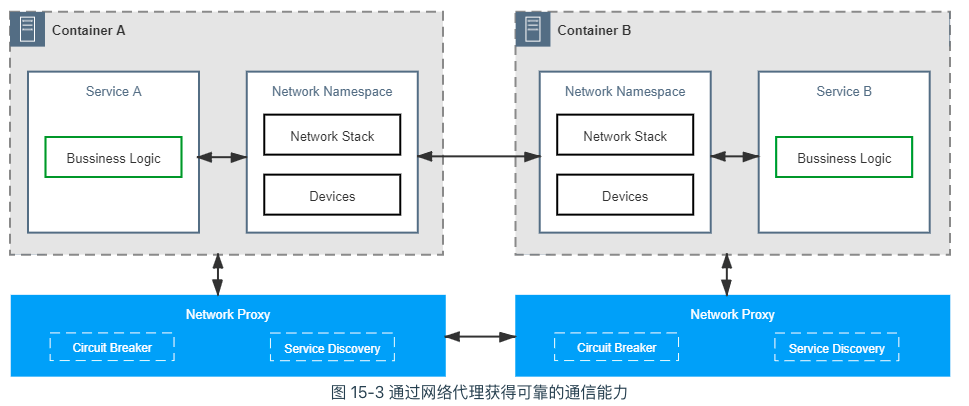 Container A
Container B
Service A
Network Namespace
Network Namespace
Service B
Network Stack
Network Stack
Bussiness Logic
Bussiness Logic
Devices
Devices
Network Proxy
Network Proxy
Circuit Breaker
Service Discovery
Circuit Breaker
Service Discovery
图 15-3 通过网络代理获得可靠的通信能力